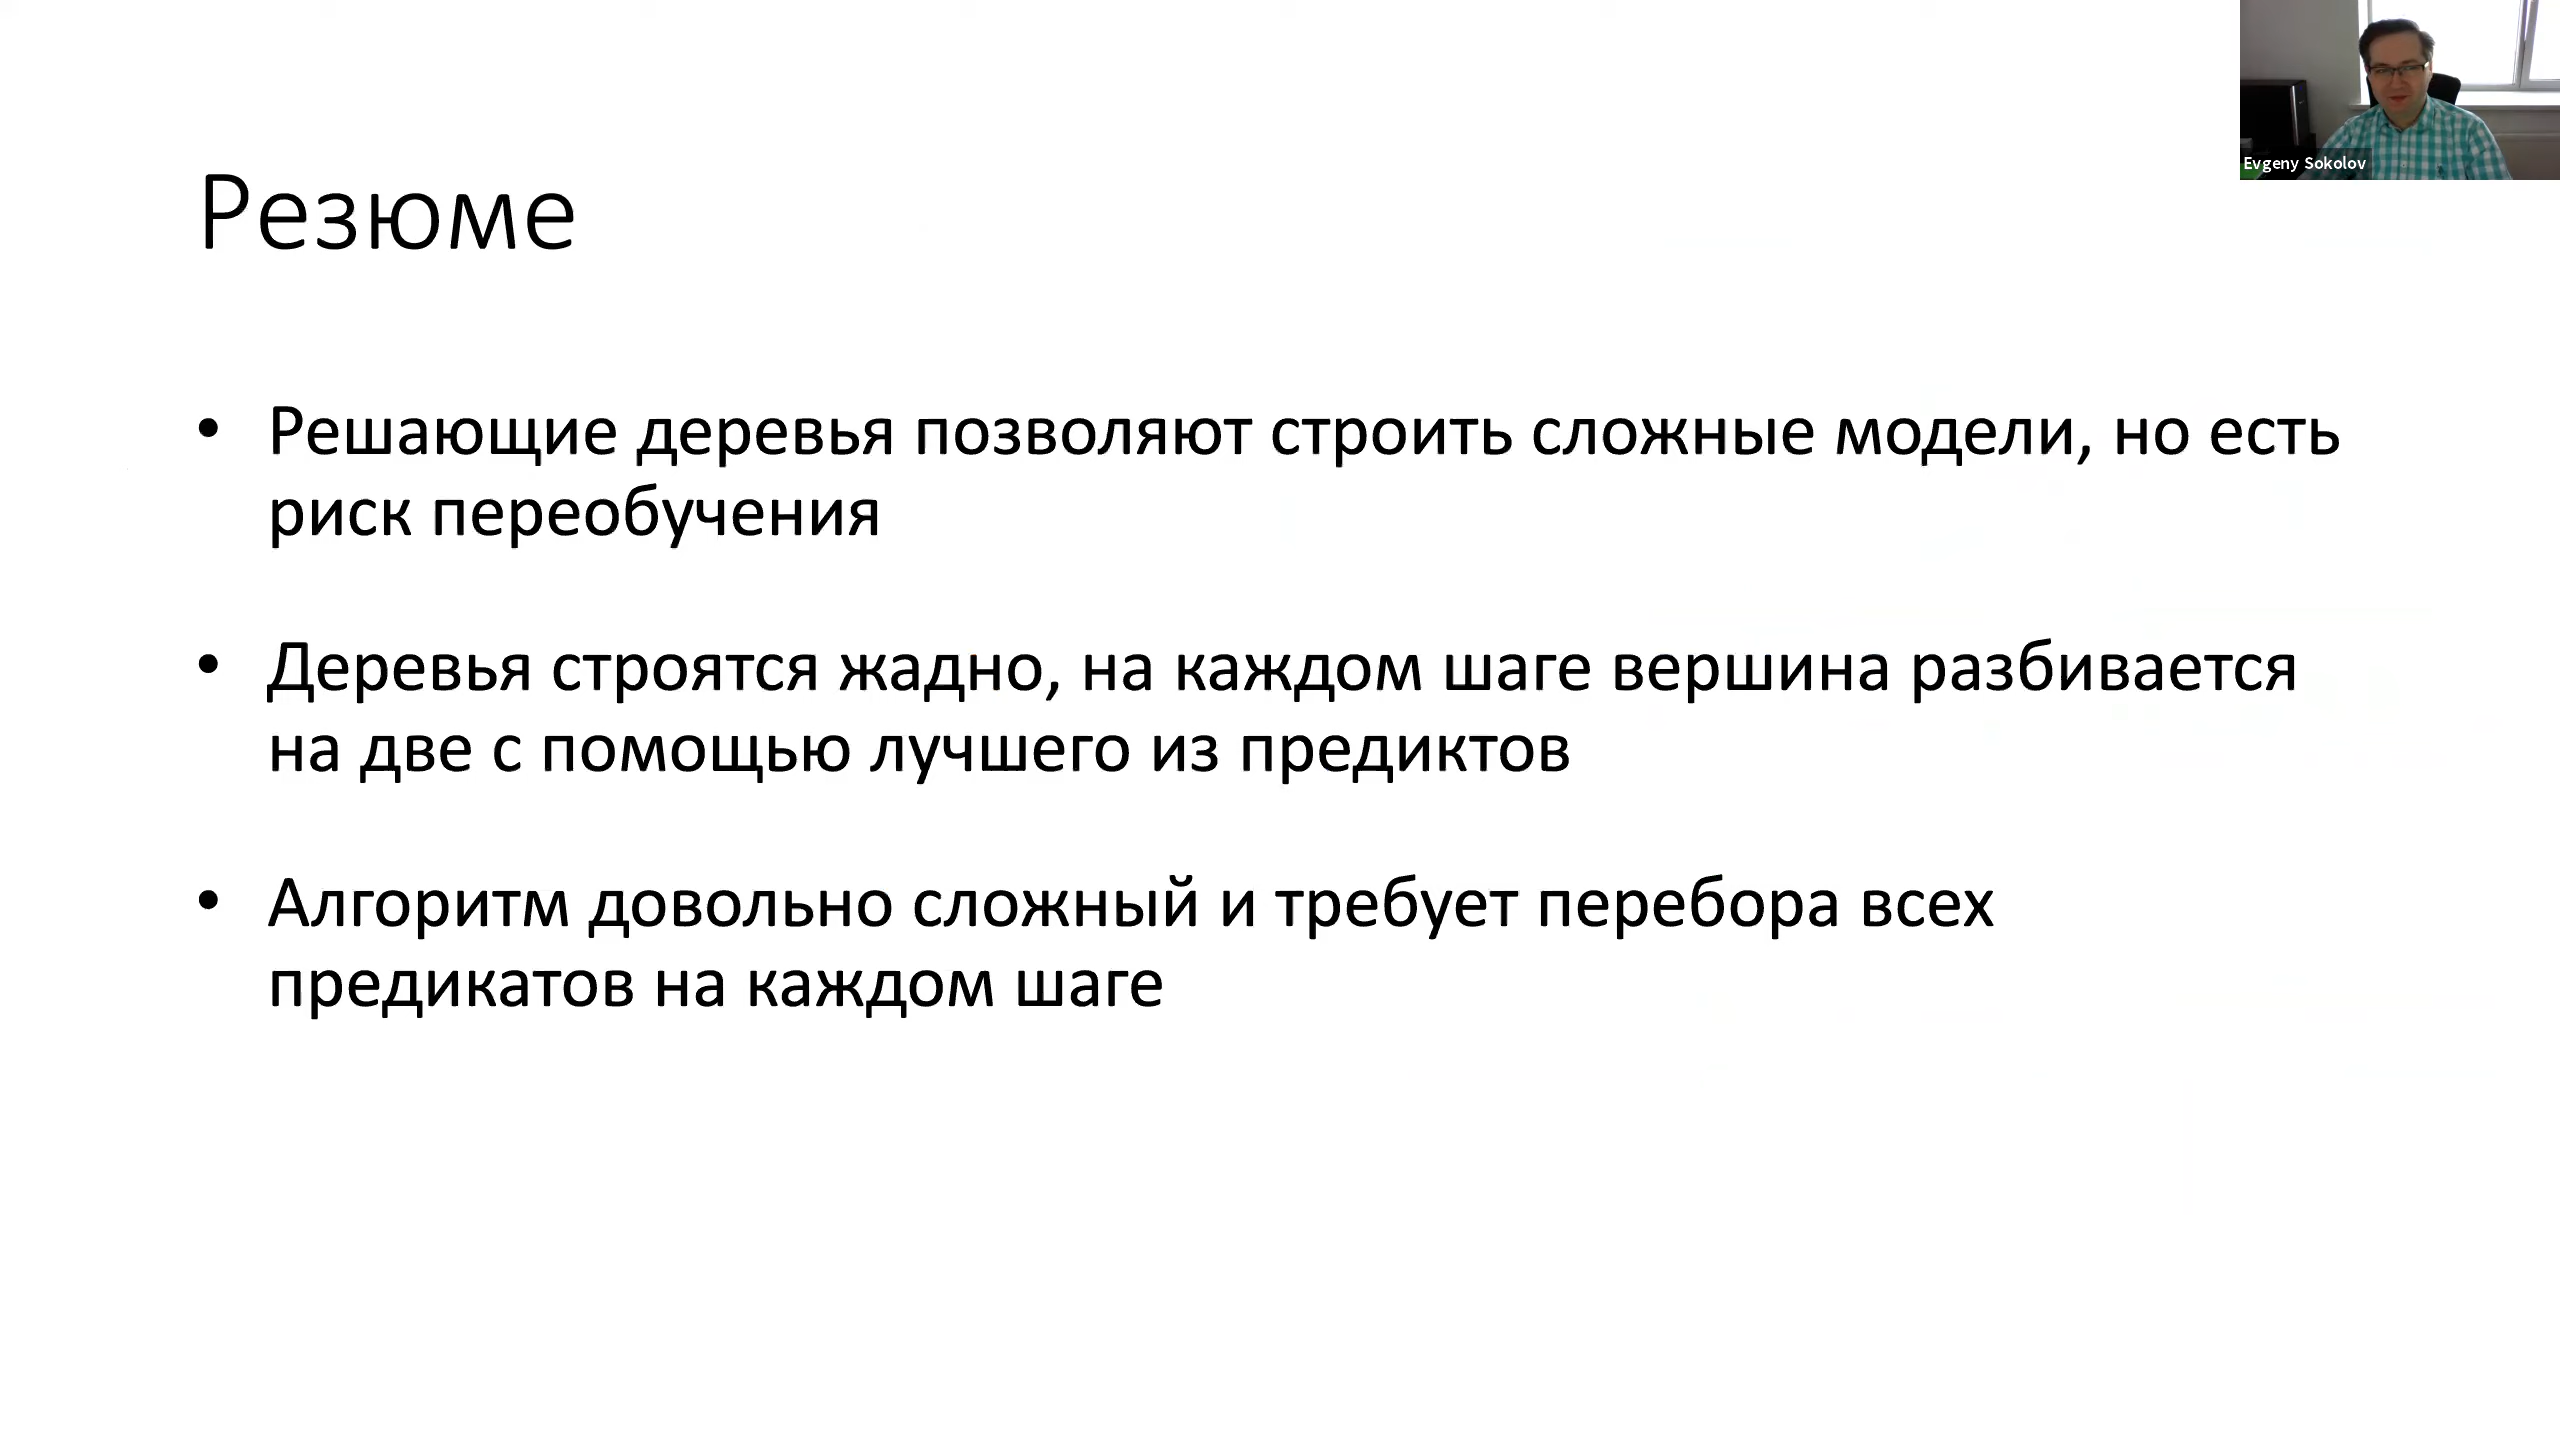 Evgeny Sokolov
Резюме
• Решающие деревья позволяют строить сложные модели, но есть
риск переобучения
• Деревья строятся жадно, на каждом шаге вершина разбивается
на две с помощью лучшего из предиктов
• Алгоритм довольно сложный и требует перебора всех
предикатов на каждом шаге